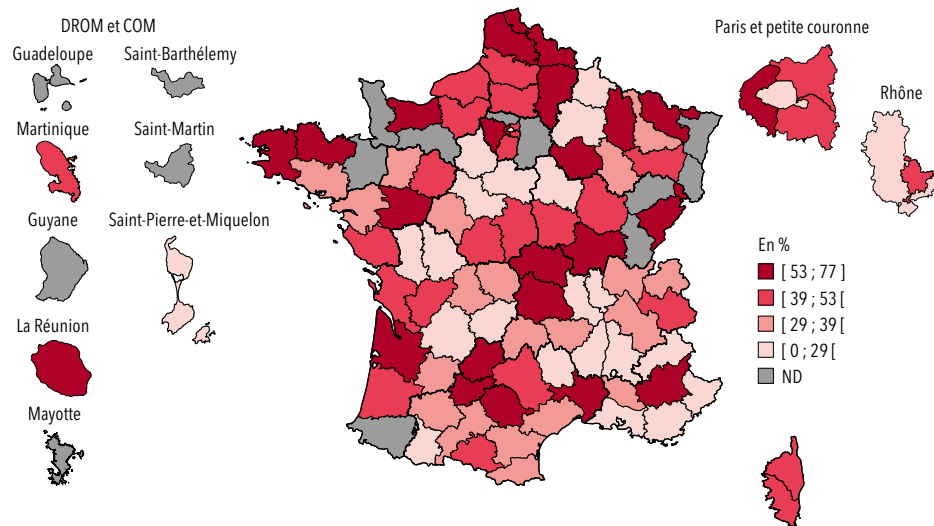 DROM et COM
Guadeloupe
Saint-Barthélemy
Martinique
Saint-Martin
Guyane
Saint-Pierre-et-Miquelon
La Réunion
Mayotte
Paris et petite couronne
Rhône
En %
[ 53 ; 77 ]
[ 39 ; 53 [
[ 29 ; 39 [
[ 0 ; 29 [
ND